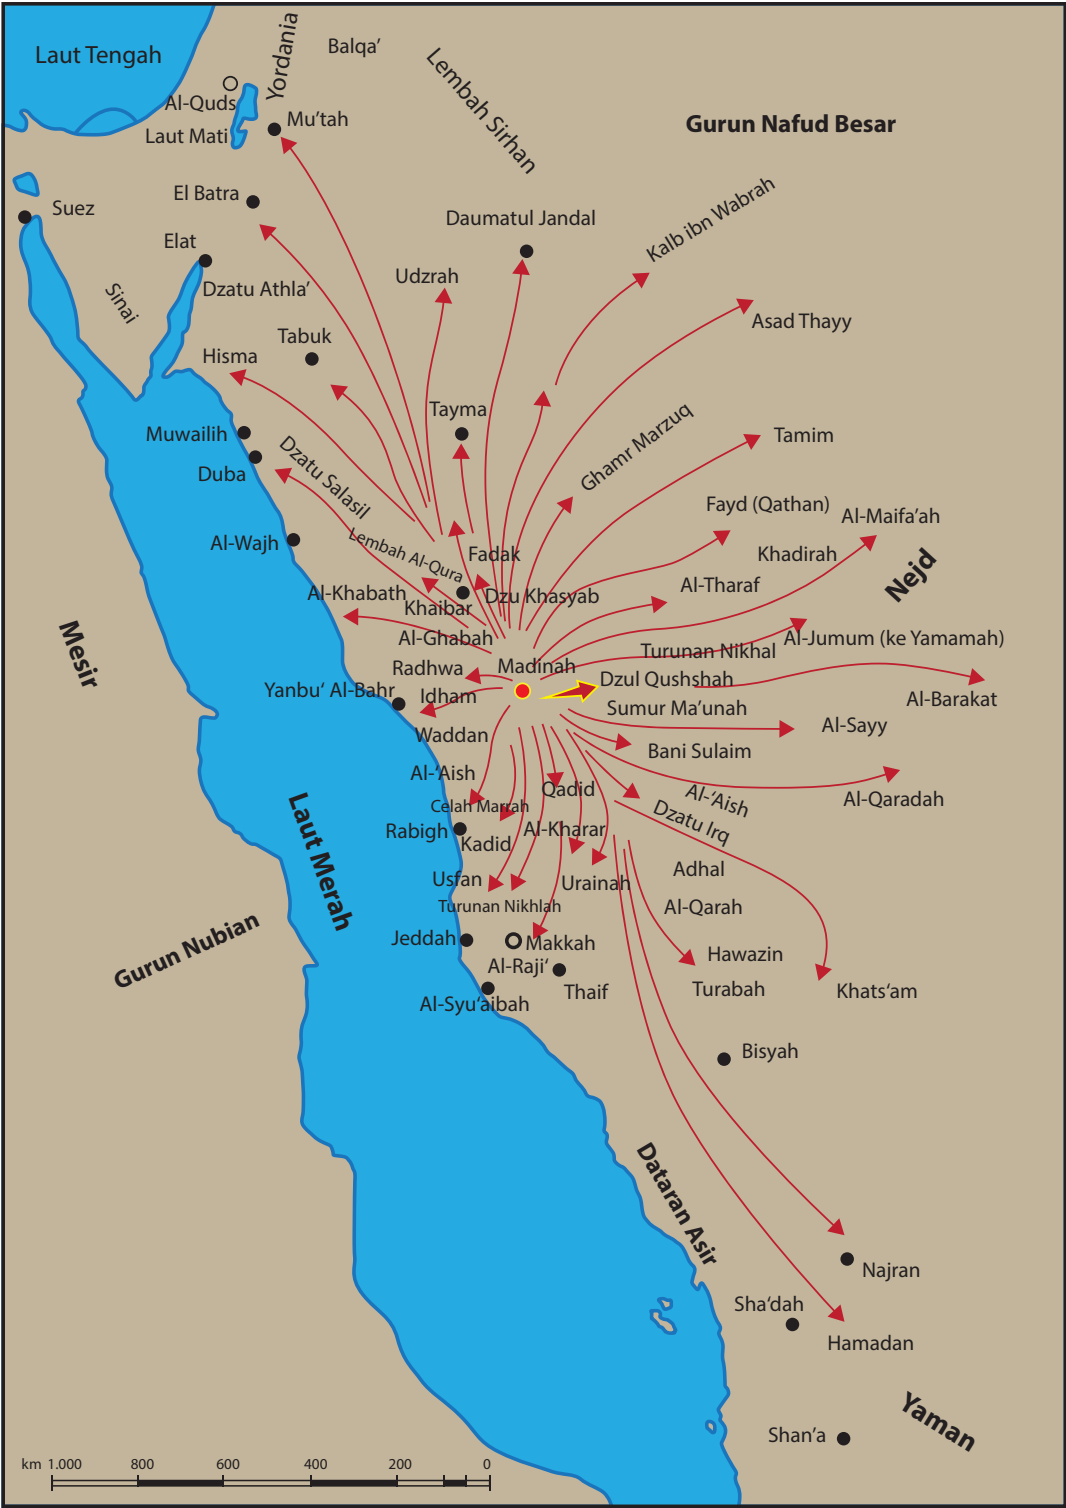 Laut Tengah
Yordania
Balqa’
Lembah Sirhan
Al-Quds
Mu’tah
Laut Mati
Gurun Nafud Besar
El Batra
Suez
Kalb ibn Wabrah
Daumatul Jandal
Elat
Udzrah
Dzatu Athla’
Sinai
Asad Thayy
Tabuk
Hisma
Tayma
Ghamr Marzuq
Muwailih
Tamim
Dzatu Salasil
Duba
Fayd (Qathan)
Al-Maifa’ah
Al-Wajh
Lembah Al-Qura
Fadak
Khadirah
Nejd
Al-Tharaf
Al-Khabath
Dzu Khasyab
Khaibar
Al-Ghabah
Al-Jumum (ke Yamamah)
Mesir
Turunan Nikhal
Radhwa
Madinah
Dzul Qushshah
Yanbu‘ Al-Bahr
Idham
Al-Barakat
Sumur Ma’unah
Al-Sayy
Waddan
Bani Sulaim
Al-‘Aish
Qadid
Al-‘Aish
Al-Qaradah
Celah Marrah
Dzatu Irq
Rabigh
Kadid
Al-Kharar
Laut Merah
Adhal
Usfan
Urainah
Turunan Nikhlah
Al-Qarah
Gurun Nubian
Jeddah
Makkah
Hawazin
Al-Raji‘
Thaif
Turabah
Khats‘am
Al-Syu‘aibah
Bisyah
Dataran Asir
Najran
Sha‘dah
Hamadan
Yaman
Shan’a
km 1.000 800 600 400 200 0